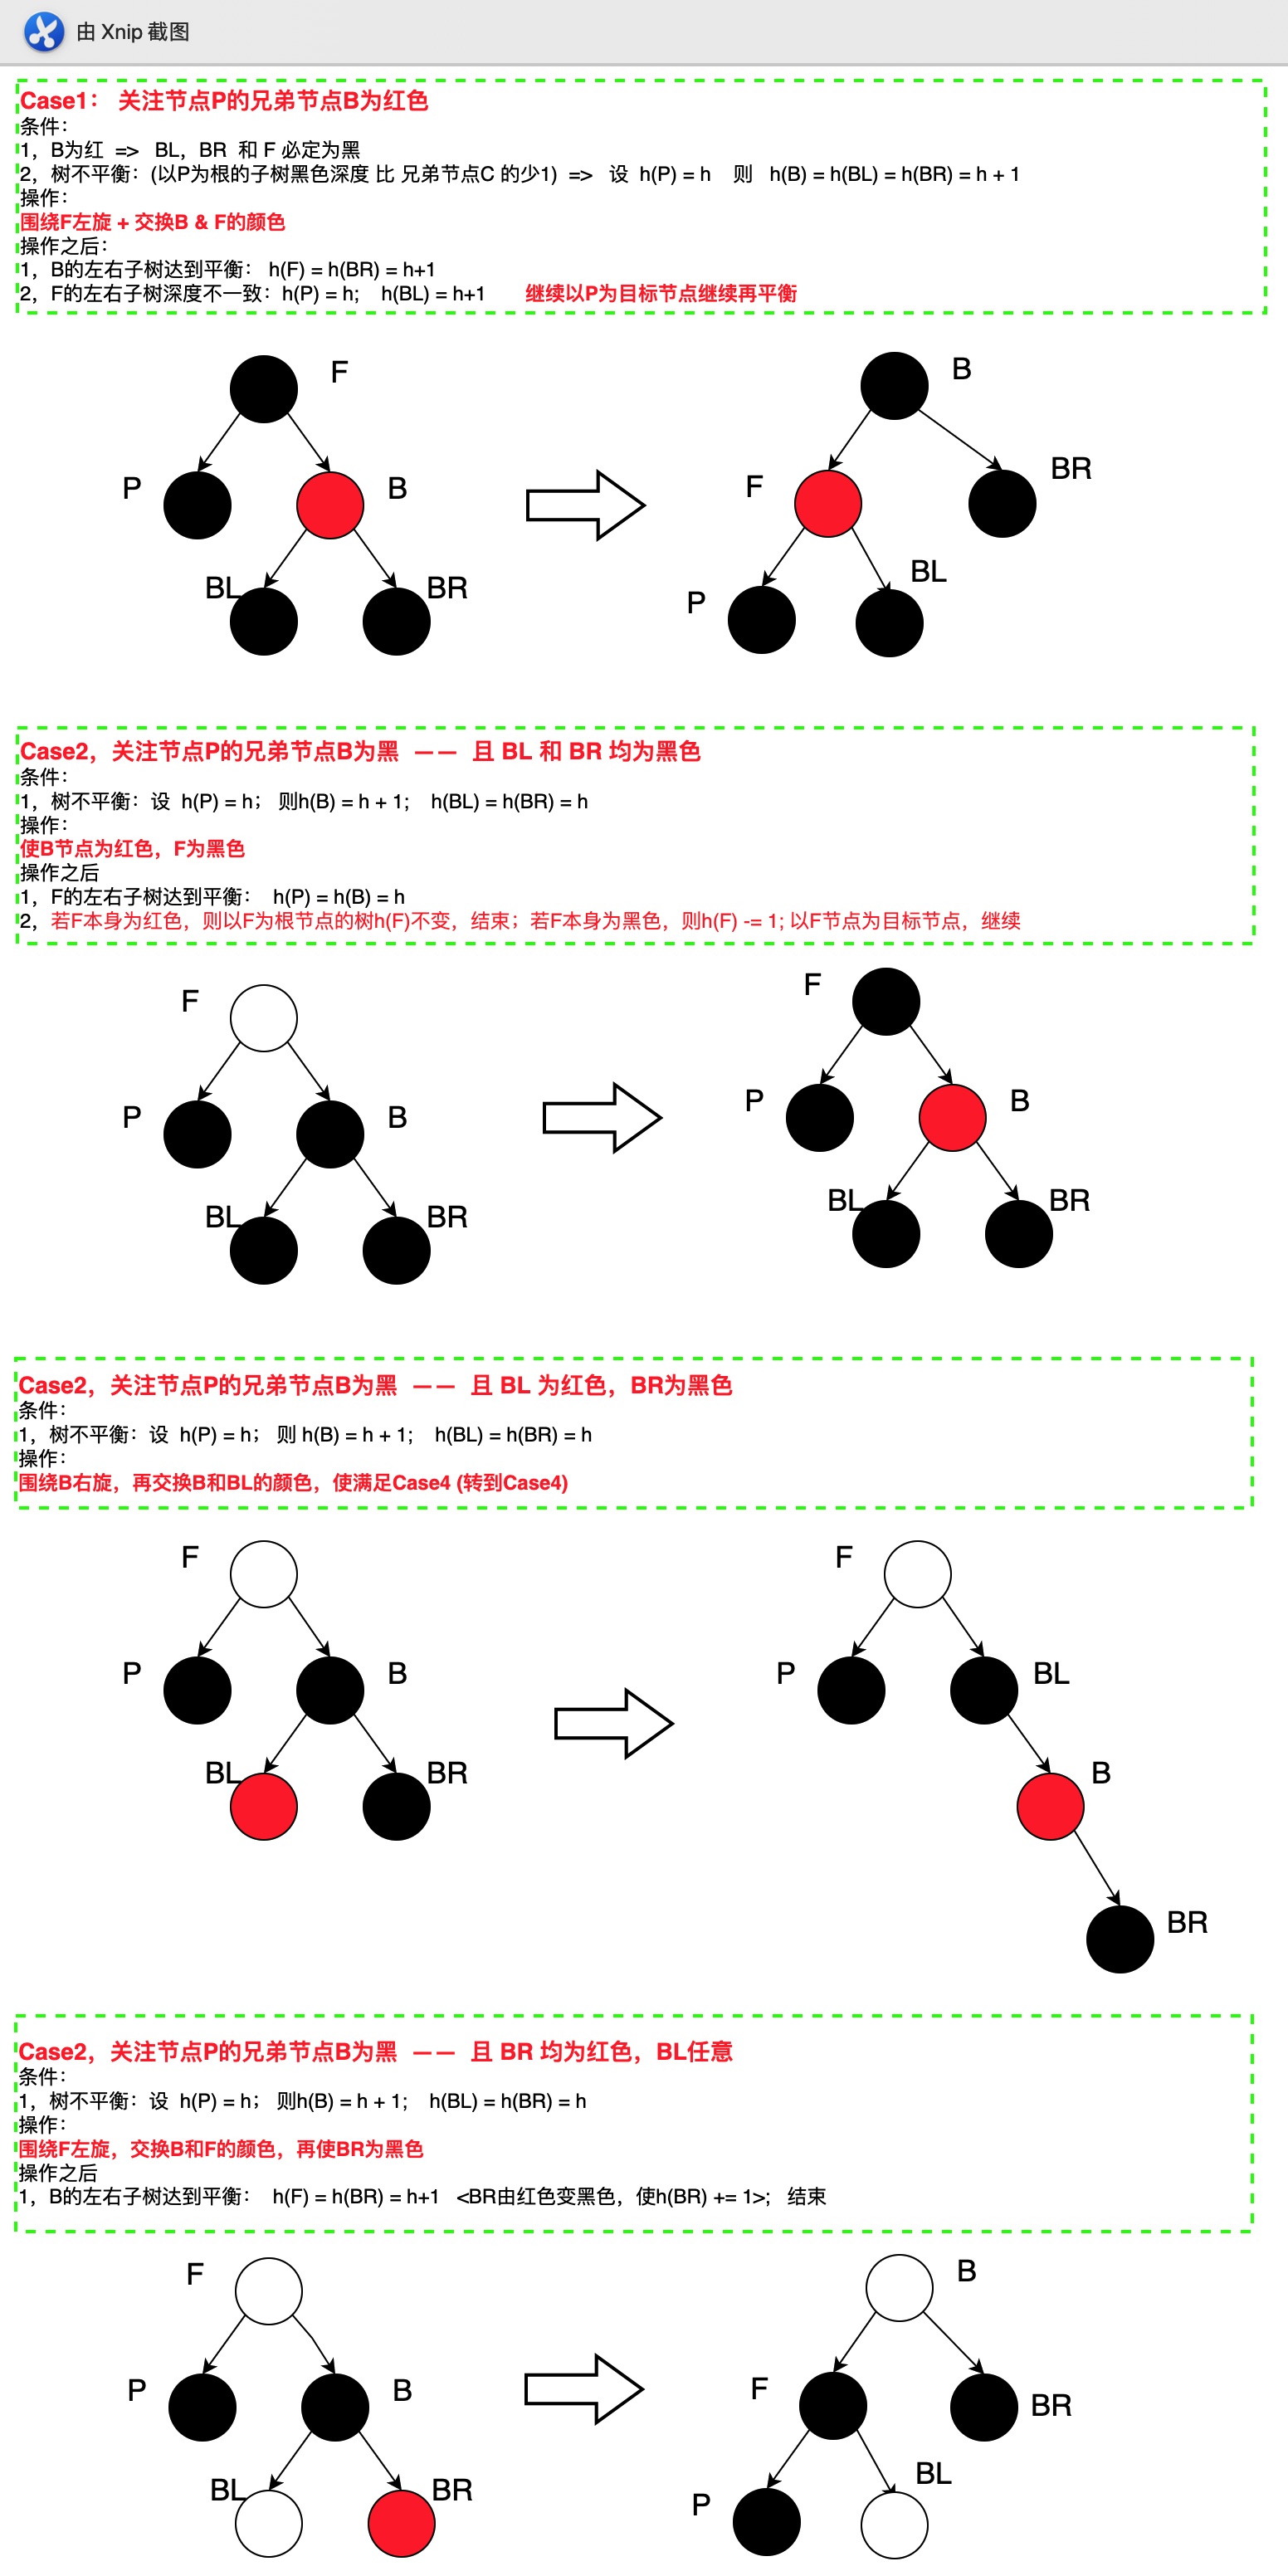 由 Xnip 截图
Case1： 关注节点P的兄弟节点B为红色
条件：
1，B为红 => BL，BR 和 F 必定为黑
2，树不平衡：(以P为根的子树黑色深度 比 兄弟节点C 的少1) => 设 h(P) = h 则 h(B) = h(BL) = h(BR) = h + 1
操作：
围绕F左旋 + 交换B & F的颜色
操作之后：
1，B的左右子树达到平衡： h(F) = h(BR) = h+1
2，F的左右子树深度不一致：h(P) = h; h(BL) = h+1 继续以P为目标节点继续再平衡
F
B
P
B
F
BR
BL
BR
P
BL
Case2，关注节点P的兄弟节点B为黑 —— 且 BL 和 BR 均为黑色
条件：
1，树不平衡：设 h(P) = h； 则h(B) = h + 1; h(BL) = h(BR) = h
操作：
使B节点为红色，F为黑色
操作之后
1，F的左右子树达到平衡： h(P) = h(B) = h
2，若F本身为红色，则以F为根节点的树h(F)不变，结束；若F本身为黑色，则h(F) -= 1; 以F节点为目标节点，继续
F
F
P
B
P
B
BL
BR
BL
BR
Case2，关注节点P的兄弟节点B为黑 —— 且 BL 为红色，BR为黑色
条件：
1，树不平衡：设 h(P) = h； 则 h(B) = h + 1; h(BL) = h(BR) = h
操作：
围绕B右旋，再交换B和BL的颜色，使满足Case4 (转到Case4)
F
F
P
B
P
BL
BL
BR
B
BR
Case2，关注节点P的兄弟节点B为黑 —— 且 BR 均为红色，BL任意
条件：
1，树不平衡：设 h(P) = h； 则h(B) = h + 1; h(BL) = h(BR) = h
操作：
围绕F左旋，交换B和F的颜色，再使BR为黑色
操作之后
1，B的左右子树达到平衡： h(F) = h(BR) = h+1 <BR由红色变黑色，使h(BR) += 1>; 结束
F
B
P
B
F
BR
BL
BR
P
BL